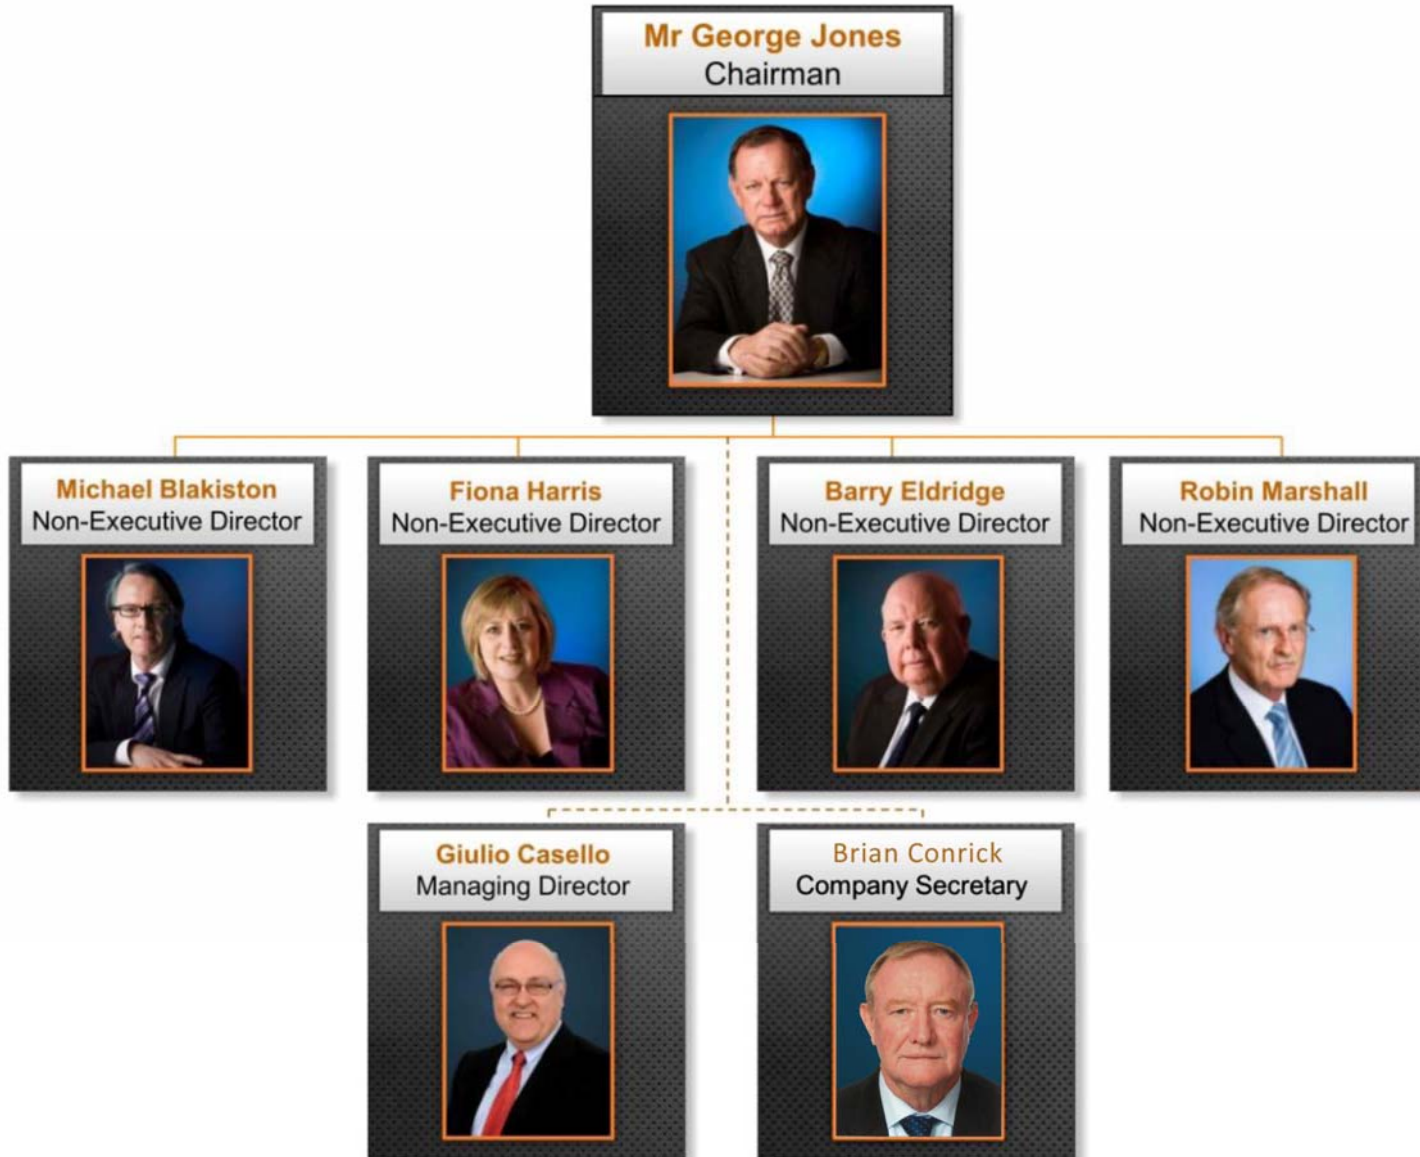 Mr George Jones
Chairman
Michael Blakiston
Non-Executive Director
Fiona Harris
Non-Executive Director
Barry Eldridge
Non-Executive Director
Robin Marshall
Non-Executive Director
Giulio Casello
Managing Director
Brian Conrick
Company Secretary